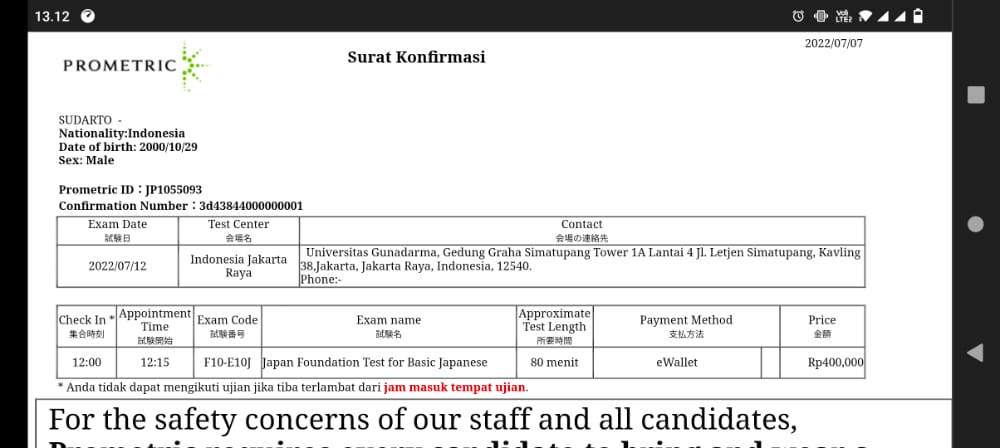 13.12
Vo)
LTE2
2022/07/07
PROMETRIC
Surat Konfirmasi
SUDARTO -
Nationality:Indonesia
Date of birth: 2000/10/29
Sex: Male
Prometric ID：JP1055093
Confirmation Number：3d43844000000001
Exam Date Test Center Contact
試験日 会場名 会場の連絡先
2022/07/12 Indonesia Jakarta Raya Universitas Gunadarma, Gedung Graha Simatupang Tower 1A Lantai 4 Jl. Letjen Simatupang, Kavling
38,Jakarta, Jakarta Raya, Indonesia, 12540.
Phone:-
Check In * Appointment Time Exam Code Exam name Approximate Test Length Payment Method Price
集合時刻 試験開始 試験番号 試験名 所要時間 支払方法 金額
12:00 12:15 F10-E10J Japan Foundation Test for Basic Japanese 80 menit eWallet Rp400,000
* Anda tidak dapat mengikuti ujian jika tiba terlambat dari jam masuk tempat ujian.
For the safety concerns of our staff and all candidates,